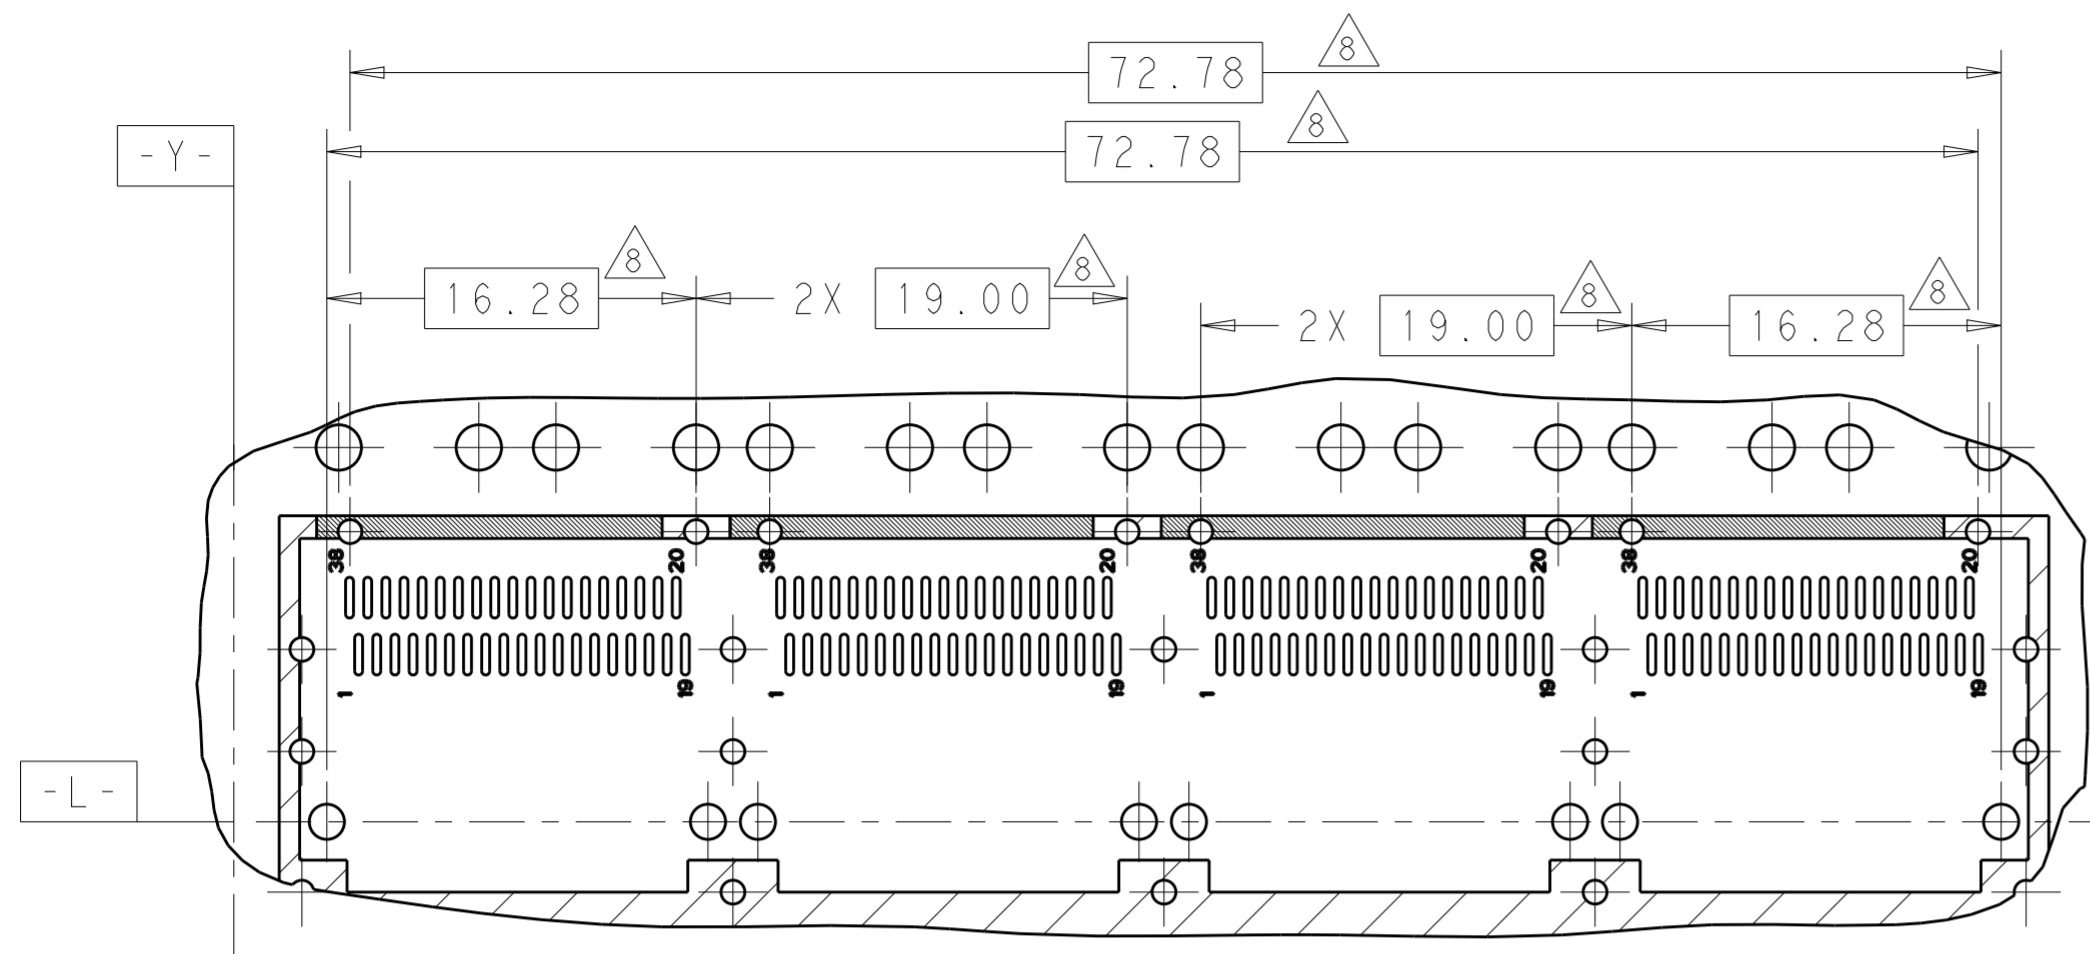 72.78 8
72.78 8
-Y-
16.28 8 2X 19.00 8
2X 19.00 8 16.28 8
38 20 38 20 38 20 38 20
1 19 1 19 1 19 1 19
-L-